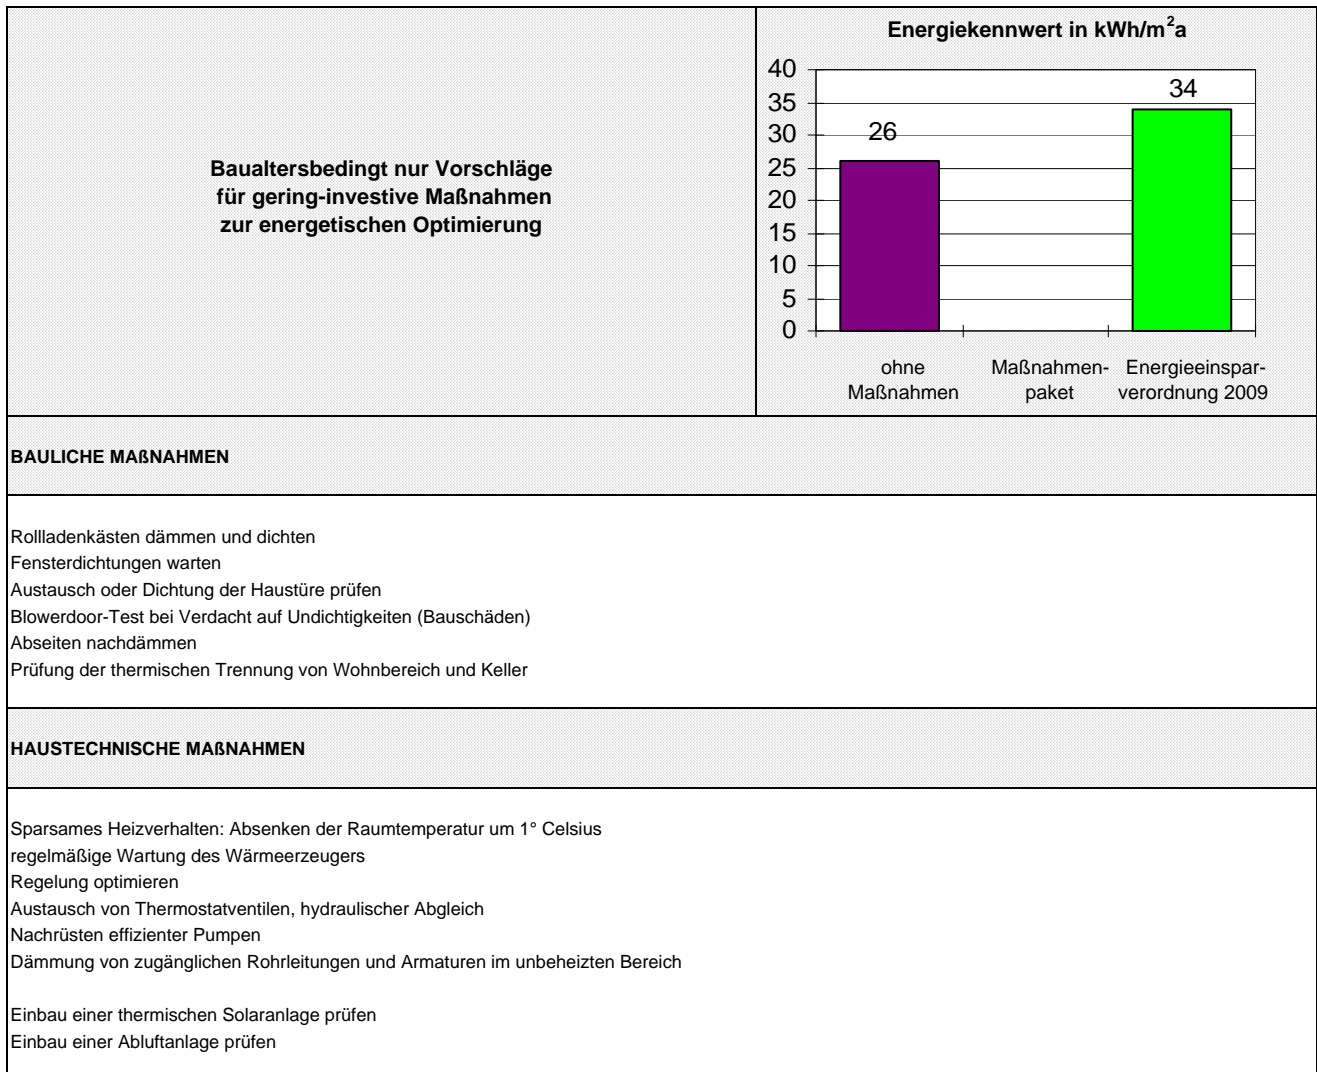 Baualtersbedingt nur Vorschläge
für gering-investive Maßnahmen
zur energetischen Optimierung
Energiekennwert in kWh/m²a
40
35
30
25
20
15
10
5
0
26
34
ohne
Maßnahmen
Maßnahmen-
paket
Energieeinspar-
verordnung 2009
BAULICHE MAßNAHMEN
Rollladenkästen dämmen und dichten
Fensterdichtungen warten
Austausch oder Dichtung der Haustüre prüfen
Blowerdoor-Test bei Verdacht auf Undichtigkeiten (Bauschäden)
Abseiten nachdämmen
Prüfung der thermischen Trennung von Wohnbereich und Keller
HAUSTECHNISCHE MAßNAHMEN
Sparsames Heizverhalten: Absenken der Raumtemperatur um 1° Celsius
regelmäßige Wartung des Wärmeerzeugers
Regelung optimieren
Austausch von Thermostatventilen, hydraulischer Abgleich
Nachrüsten effizienter Pumpen
Dämmung von zugänglichen Rohrleitungen und Armaturen im unbeheizten Bereich
Einbau einer thermischen Solaranlage prüfen
Einbau einer Abluftanlage prüfen